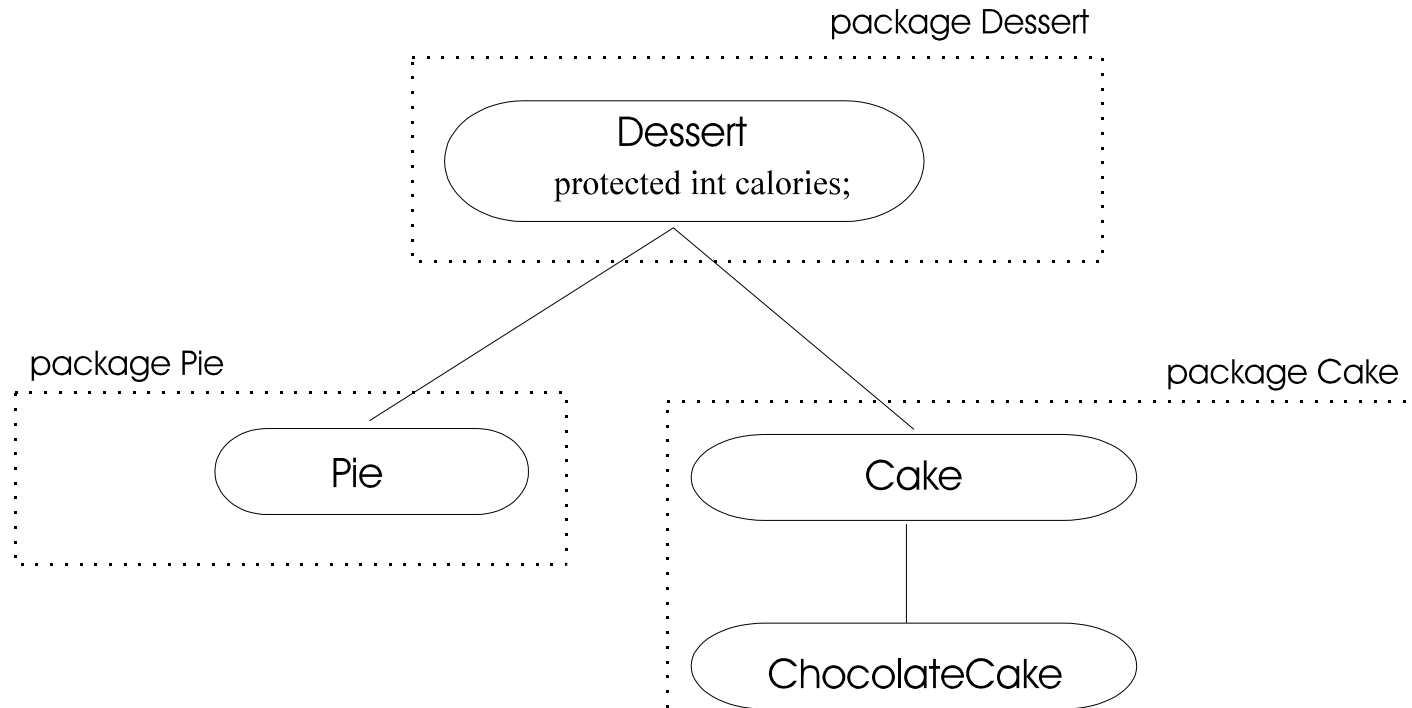 package Dessert
Dessert
protected int calories;
package Pie
package Cake
Pie
Cake
ChocolateCake